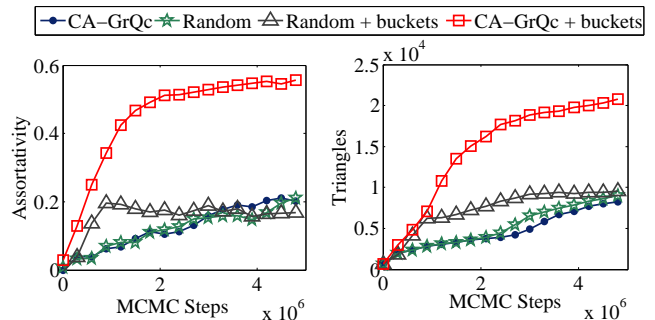 CA−GrQc Random Random + buckets CA−GrQc + buckets
x 10^4
0.6
0.4
0.2
0
Assortativity
0 2 4 6
MCMC Steps
x 10^6
2.5
2
1.5
1
0.5
0
Triangles
0 2 4 6
MCMC Steps
x 10^6